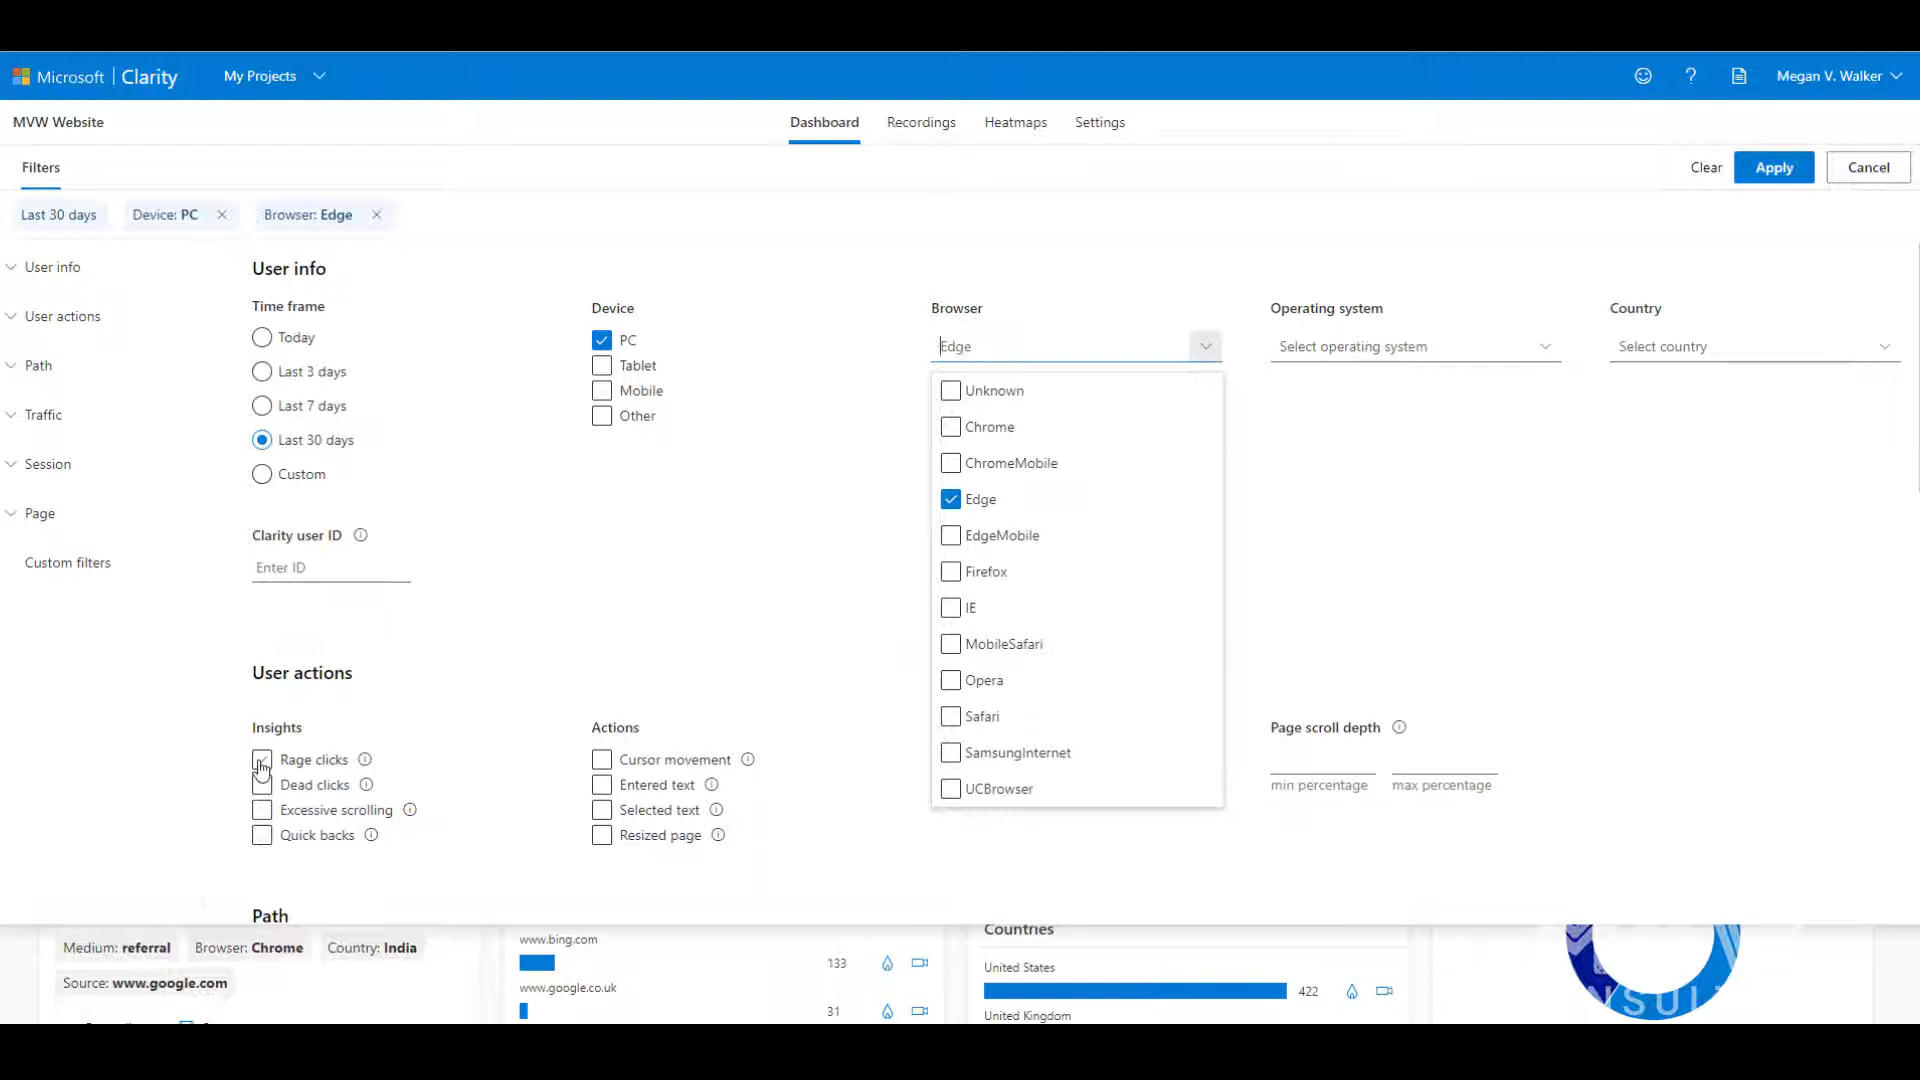 Microsoft | Clarity My Projects Megan V. Walker
MVW Website Dashboard Recordings Heatmaps Settings
Filters Clear Apply Cancel
Last 30 days Device: PC Browser: Edge
User info
User actions
Path
Traffic
Session
Page
Custom filters
User info
Time frame
Today
Last 3 days
Last 7 days
Last 30 days
Custom
Clarity user ID
Enter ID
Device
PC
Tablet
Mobile
Other
Browser
Edge
Unknown
Chrome
ChromeMobile
Edge
EdgeMobile
Firefox
IE
MobileSafari
Opera
Safari
SamsungInternet
UCBrowser
Operating system
Select operating system
Country
Select country
User actions
Insights
Rage clicks
Dead clicks
Excessive scrolling
Quick backs
Actions
Cursor movement
Entered text
Selected text
Resized page
Page scroll depth
min percentage max percentage
Path
Medium: referral Browser: Chrome Country: India
Source: www.google.com
www.bing.com
133
www.google.co.uk
31
Countries
United States
422
United Kingdom